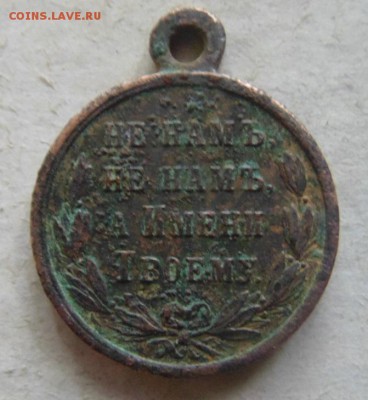 COINS.LAVE.RU
НЕ НАМЪ,
НЕ НАМЪ,
А ИМЕНИ
ТВОЕМУ.